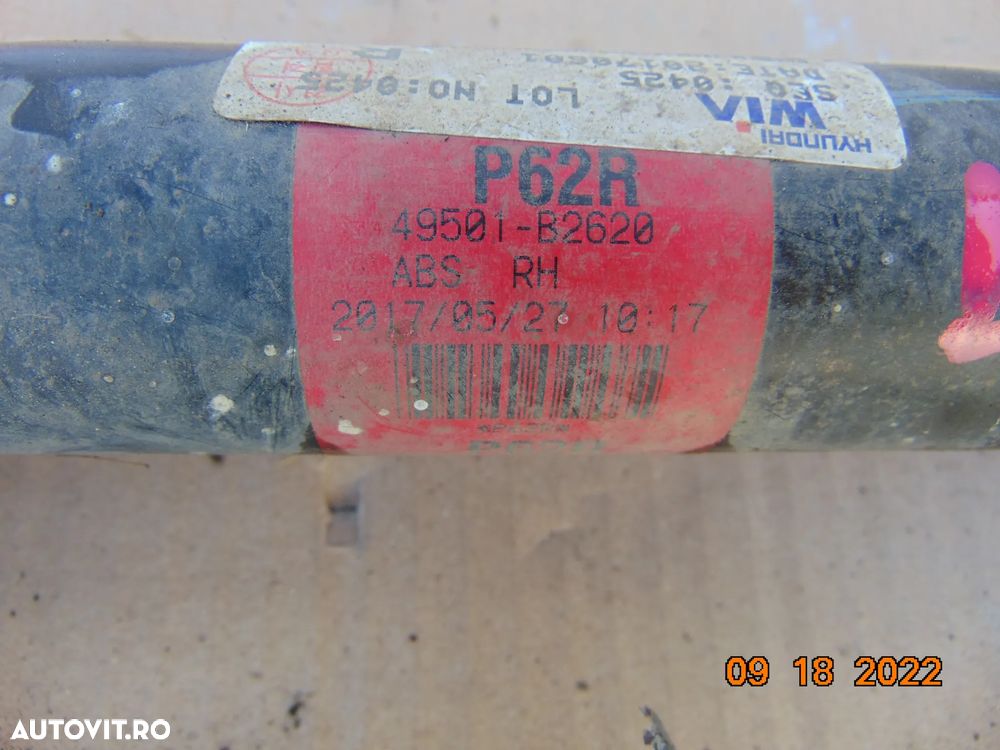 HYUNDAI
WIA
SEQ :0425
LOT NO:0425
R
P62R
49501-B2620
ABS RH
2017/05/27 10:17
09 18 2022
AUTOVIT.RO